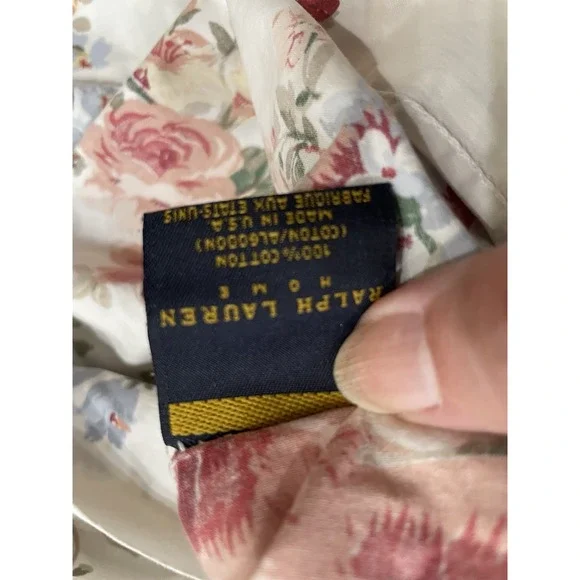 RALPH LAUREN
HOME
100% COTTON
(COTON/ALGODON)
MADE IN U.S.A.
FABRIQUE AUX ETATS-UNIS